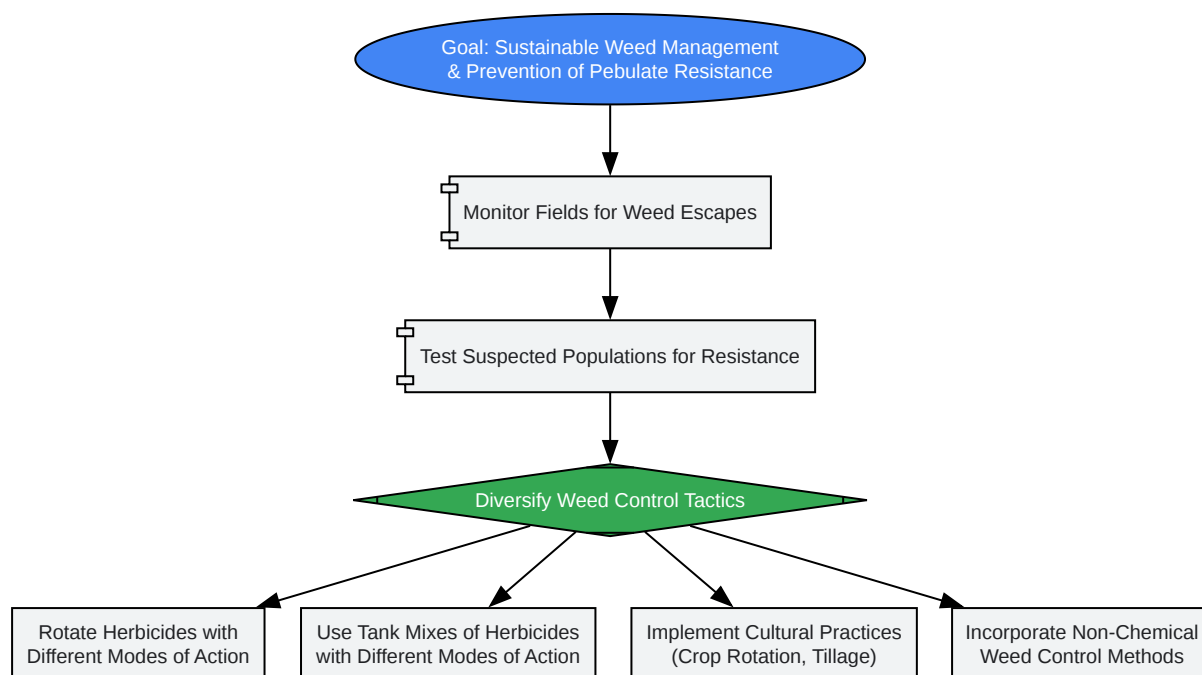 Goal: Sustainable Weed Management
& Prevention of Pebulate Resistance
Monitor Fields for Weed Escapes
Test Suspected Populations for Resistance
Diversify Weed Control Tactics
Rotate Herbicides with
Different Modes of Action
Use Tank Mixes of Herbicides
with Different Modes of Action
Implement Cultural Practices
(Crop Rotation, Tillage)
Incorporate Non-Chemical
Weed Control Methods